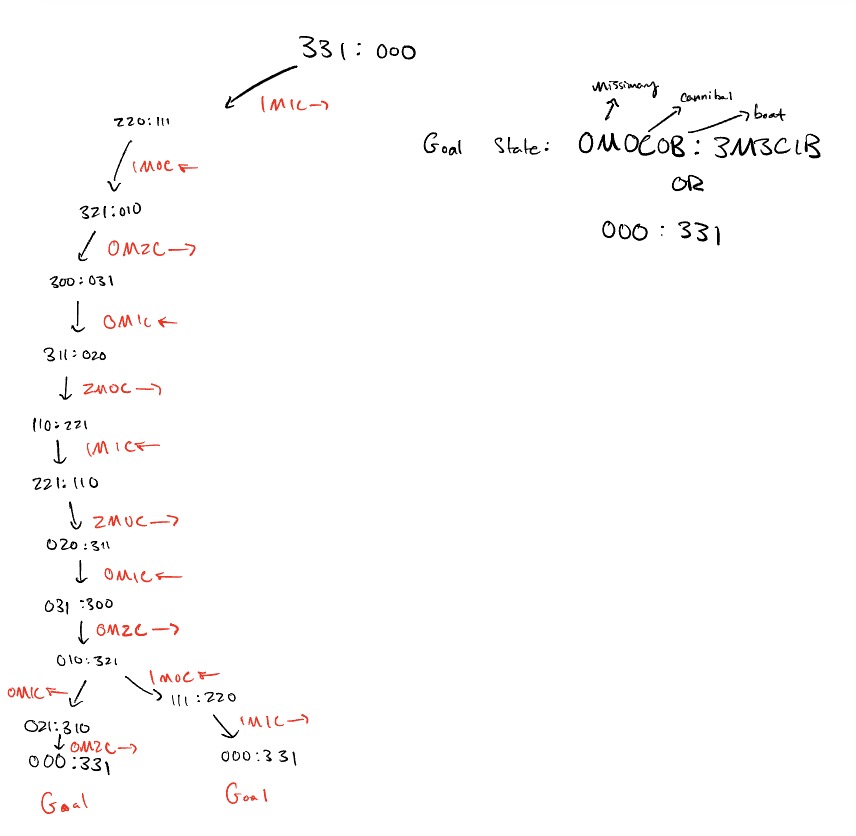 331 : 000
1M1C→
missionary
cannibal
boat
Goal State: 0M0C0B : 3M3C1B
OR
000 : 331
220:111
1M0C←
321:010
0M2C→
300:031
0M1C←
311:020
2M0C→
110:221
1M1C←
221:110
2M0C→
020:311
0M1C←
031:300
0M2C→
010:321
0M1C←
1M0C←
021:310
111:220
0M2C→
1M1C→
000:331
000:331
Goal
Goal